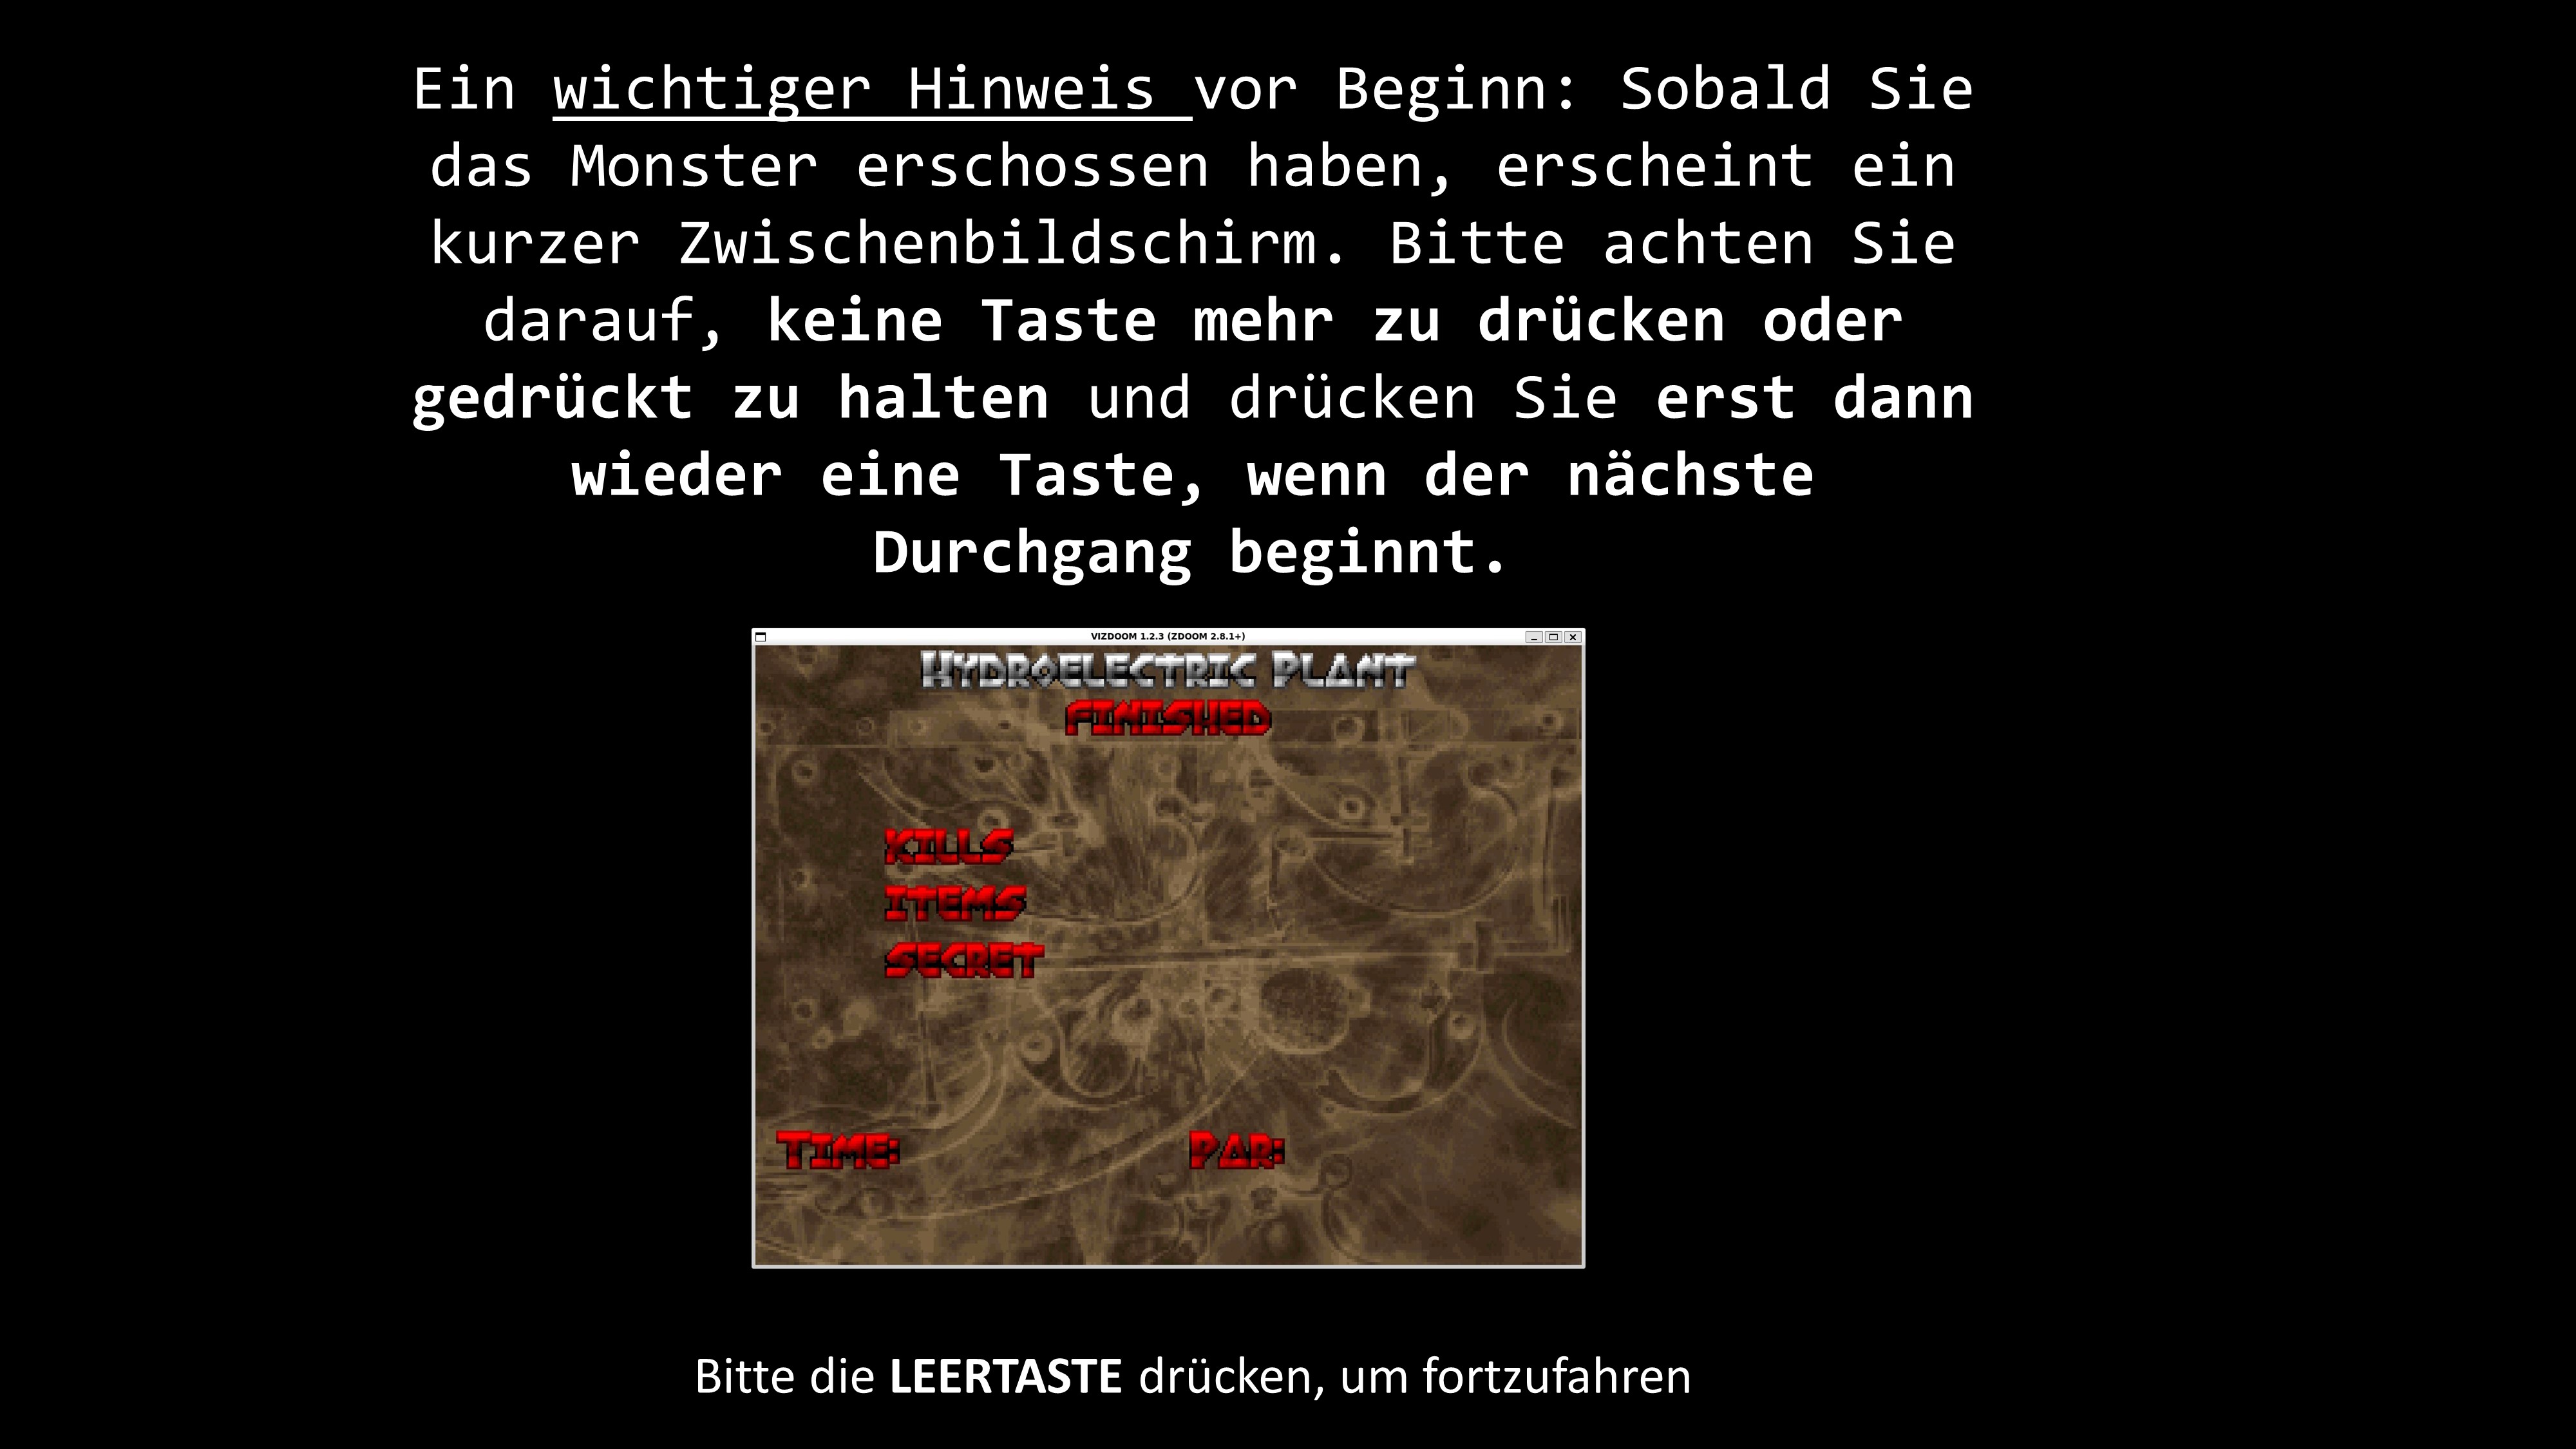 Ein wichtiger Hinweis vor Beginn: Sobald Sie
das Monster erschossen haben, erscheint ein
kurzer Zwischenbildschirm. Bitte achten Sie
darauf, keine Taste mehr zu drücken oder
gedrückt zu halten und drücken Sie erst dann
wieder eine Taste, wenn der nächste
Durchgang beginnt.
VIZDOOM 1.2.3 (ZDOOM 2.8.1+)
HYDROELECTRIC PLANT
FINISHED
KILLS
ITEMS
SECRET
TIME: PAR:
Bitte die LEERTASTE drücken, um fortzufahren